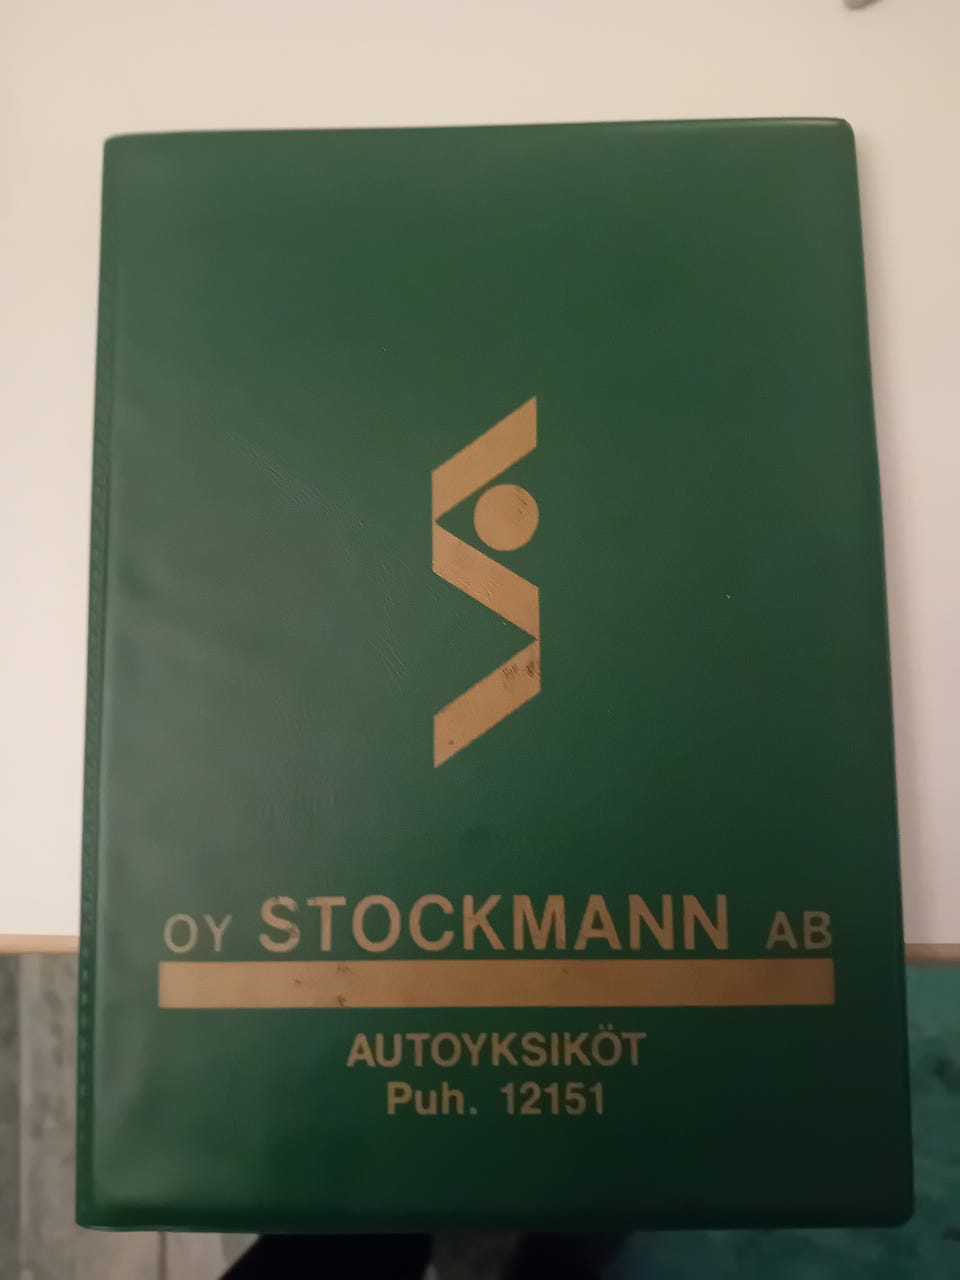 OY STOCKMANN AB
AUTOYKSIKÖT
Puh. 12151